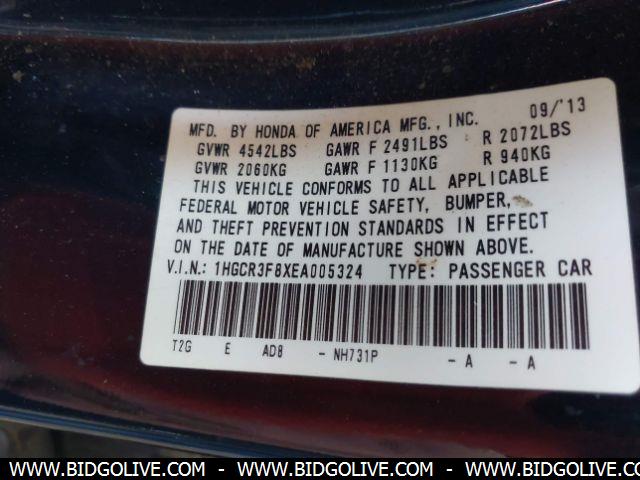 MFD. BY HONDA OF AMERICA MFG., INC. 09/'13
GVWR 4542LBS GAWR F 2491LBS R 2072LBS
GVWR 2060KG GAWR F 1130KG R 940KG
THIS VEHICLE CONFORMS TO ALL APPLICABLE
FEDERAL MOTOR VEHICLE SAFETY, BUMPER,
AND THEFT PREVENTION STANDARDS IN EFFECT
ON THE DATE OF MANUFACTURE SHOWN ABOVE.
V.I.N.: 1HGCR3F8XEA005324 TYPE: PASSENGER CAR
T2G E AD8 - NH731P - A - A
WWW.BIDGOLIVE.COM - WWW.BIDGOLIVE.COM - WWW.BIDGOLIVE.COM